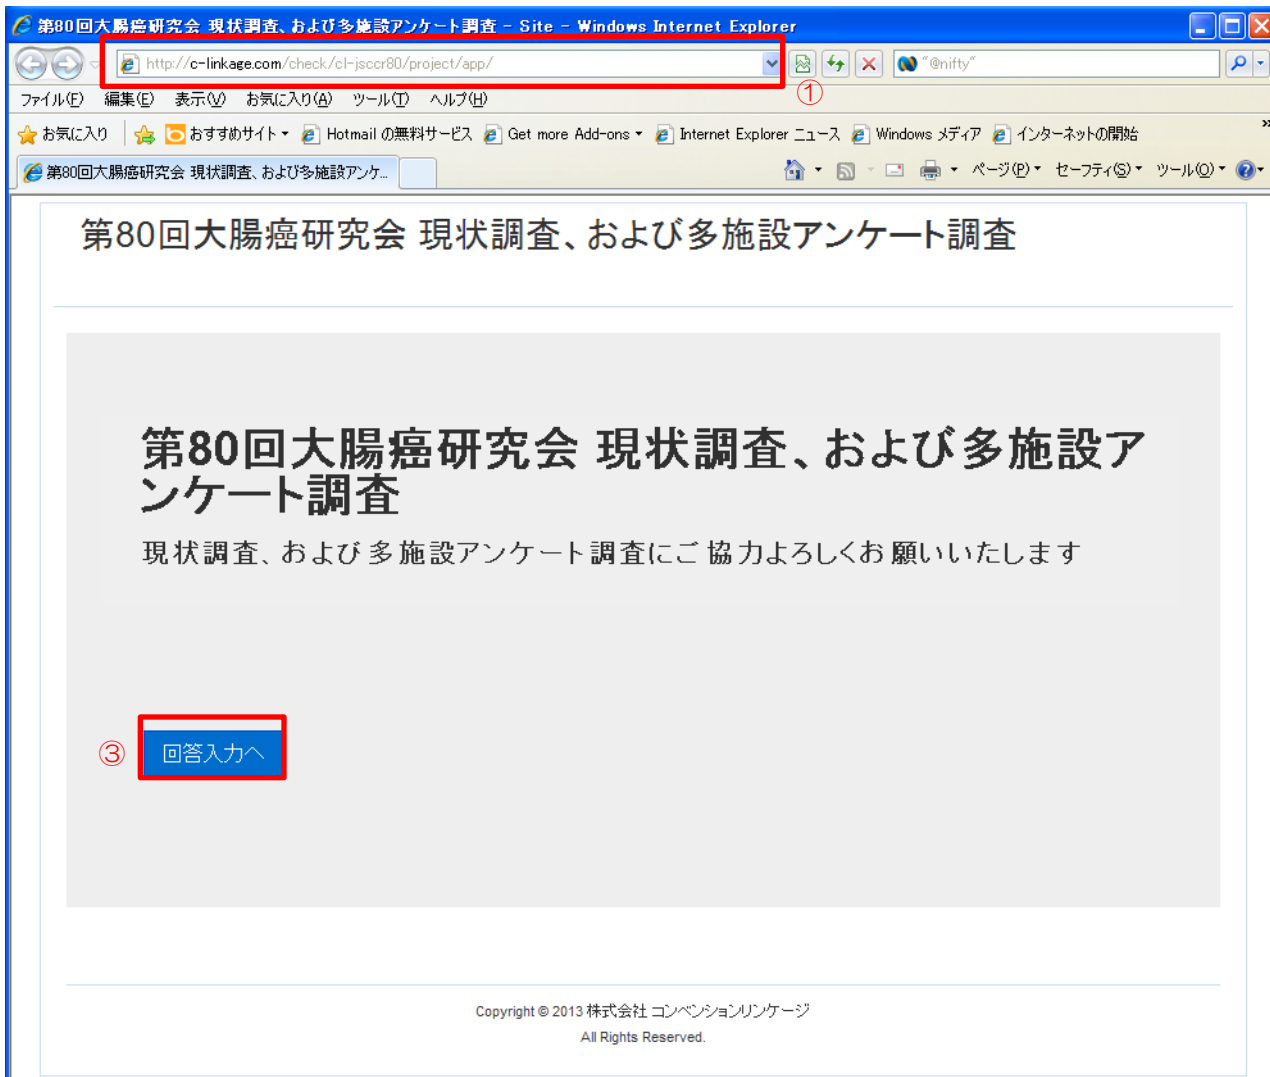 第80回大腸癌研究会 現状調査、および多施設アンケート調査 - Site - Windows Internet Explorer
http://c-linkage.com/check/cl-jsccr80/project/app/
"@nifty"
①
ファイル(F) 編集(E) 表示(V) お気に入り(A) ツール(T) ヘルプ(H)
お気に入り おすすめサイト Hotmail の無料サービス Get more Add-ons Internet Explorer ニュース Windows メディア インターネットの開始 »
第80回大腸癌研究会 現状調査、および多施設アンケ... ページ(P) セーフティ(S) ツール(O)
第80回大腸癌研究会 現状調査、および多施設アンケート調査
第80回大腸癌研究会 現状調査、および多施設ア
ンケート調査
現状調査、および多施設アンケート調査にご協力よろしくお願いいたします
③ 回答入力へ
Copyright © 2013 株式会社 コンベンションリンケージ
All Rights Reserved.